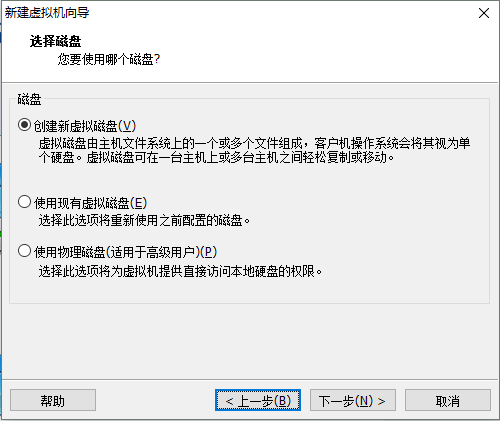 新建虚拟机向导
选择磁盘
您要使用哪个磁盘?
磁盘
创建新虚拟磁盘(V)
虚拟磁盘由主机文件系统上的一个或多个文件组成，客户机操作系统会将其视为单
个硬盘。虚拟磁盘可在一台主机上或多台主机之间轻松复制或移动。
使用现有虚拟磁盘(E)
选择此选项将重新使用之前配置的磁盘。
使用物理磁盘(适用于高级用户)(P)
选择此选项将为虚拟机提供直接访问本地硬盘的权限。
帮助
< 上一步(B)
下一步(N) >
取消